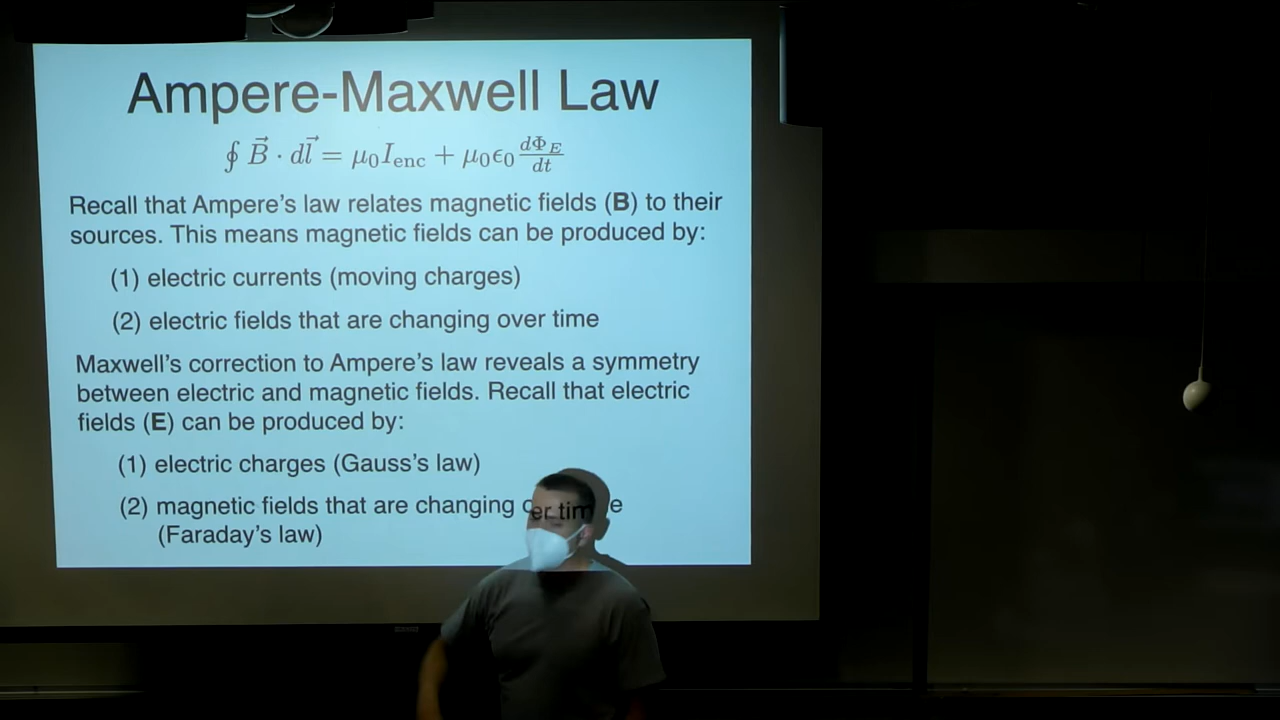 Ampere-Maxwell Law
∮ B⃗ · dl⃗ = μ₀I_enc + μ₀ϵ₀ dΦ_E/dt
Recall that Ampere's law relates magnetic fields (B) to their
sources. This means magnetic fields can be produced by:
(1) electric currents (moving charges)
(2) electric fields that are changing over time
Maxwell's correction to Ampere's law reveals a symmetry
between electric and magnetic fields. Recall that electric
fields (E) can be produced by:
(1) electric charges (Gauss's law)
(2) magnetic fields that are changing over time
(Faraday's law)